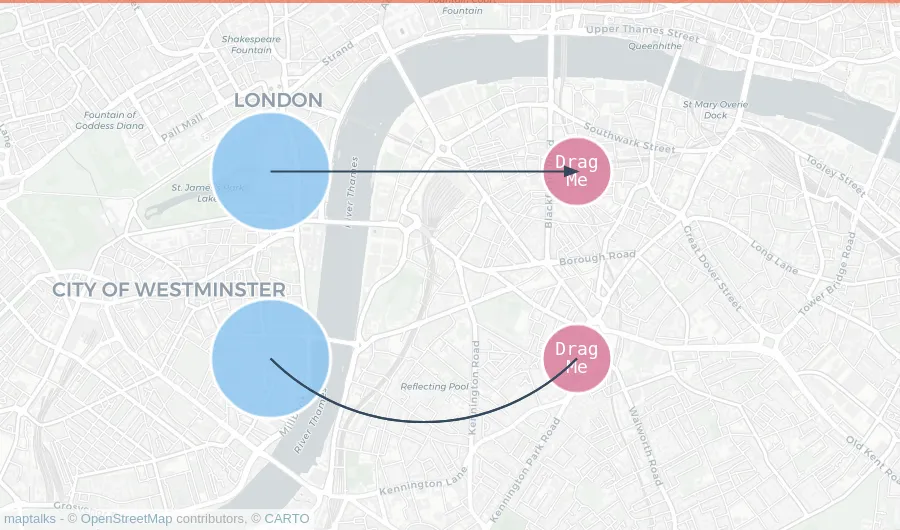 Fountain Court
Fountain
Upper Thames Street
Shakespeare
Fountain
Queenhithe
Strand
LONDON
St Mary Overie
Dock
Fountain of
Goddess Diana
Pall Mall
Southwark Street
Drag
Me
Tooley Street
River Thames
St. James's Park
Lake
Lane
Great Dover Street
Long Lane
Borough Road
Tower Bridge Road
CITY OF WESTMINSTER
Drag
Me
Reflecting Pool
Kennington Road
River Thames
Walworth Road
Kennington Park Road
Old Kent Road
Kennington Lane
maptalks - © OpenStreetMap contributors, © CARTO